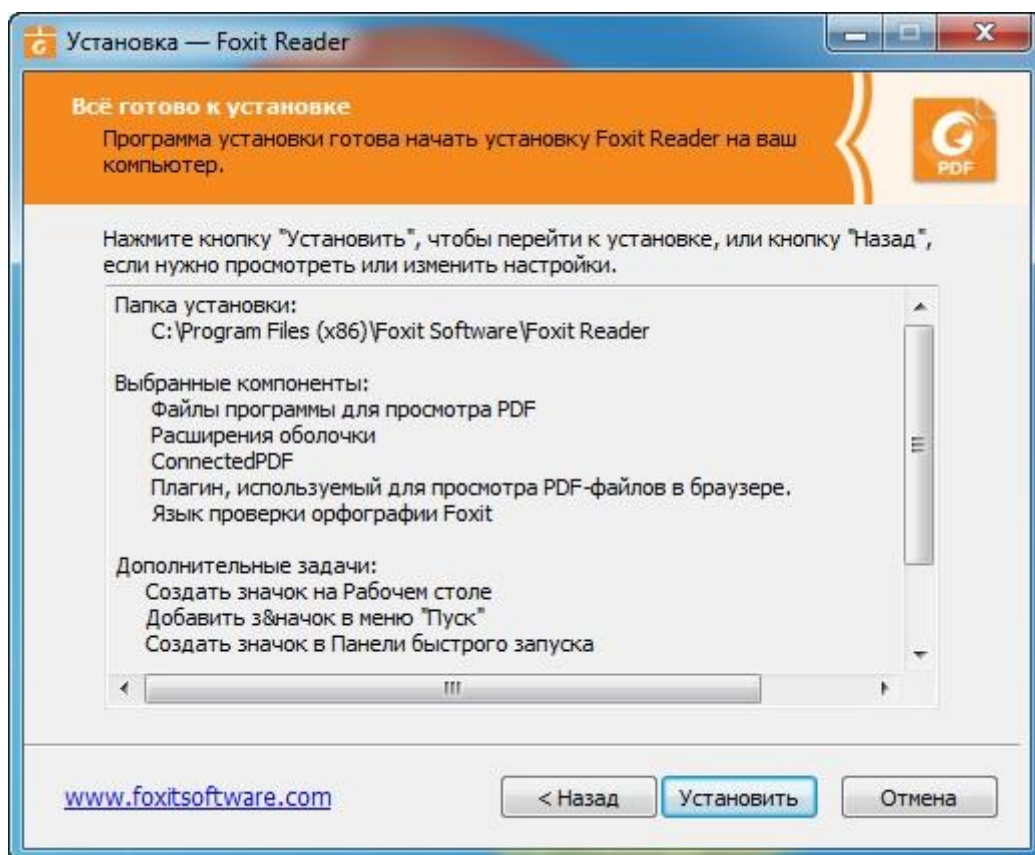 Установка — Foxit Reader
Всё готово к установке
Программа установки готова начать установку Foxit Reader на ваш
компьютер.
PDF
Нажмите кнопку "Установить", чтобы перейти к установке, или кнопку "Назад",
если нужно просмотреть или изменить настройки.
Папка установки:
C:\Program Files (x86)\Foxit Software\Foxit Reader
Выбранные компоненты:
Файлы программы для просмотра PDF
Расширения оболочки
ConnectedPDF
Плагин, используемый для просмотра PDF-файлов в браузере.
Язык проверки орфографии Foxit
Дополнительные задачи:
Создать значок на Рабочем столе
Добавить з&начок в меню "Пуск"
Создать значок в Панели быстрого запуска
www.foxitsoftware.com
< Назад
Установить
Отмена